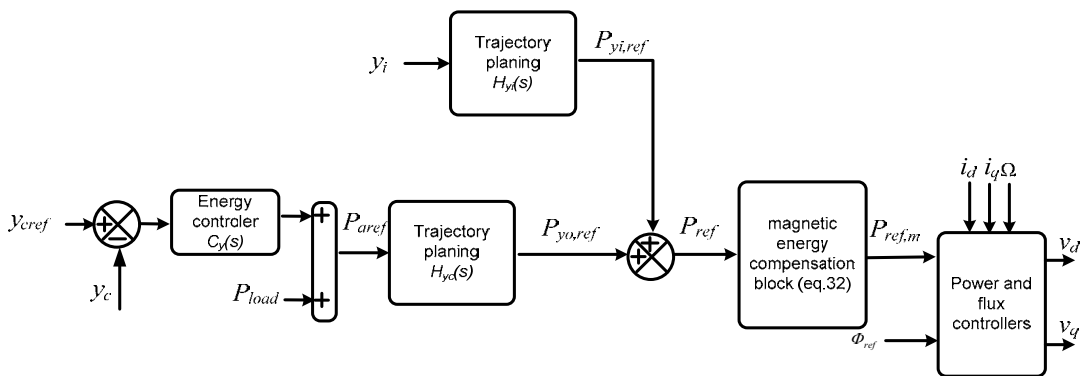 y_i
Trajectory
planing
H_yi(s)
P_yi,ref
y_cref
+
−
y_c
Energy
controler
C_y(s)
P_load
+
+
P_aref
Trajectory
planing
H_yc(s)
P_yo,ref
+
+
P_ref
magnetic
energy
compensation
block (eq.32)
P_ref,m
i_d i_q Ω
Φ_ref
Power and
flux
controllers
v_d
v_q